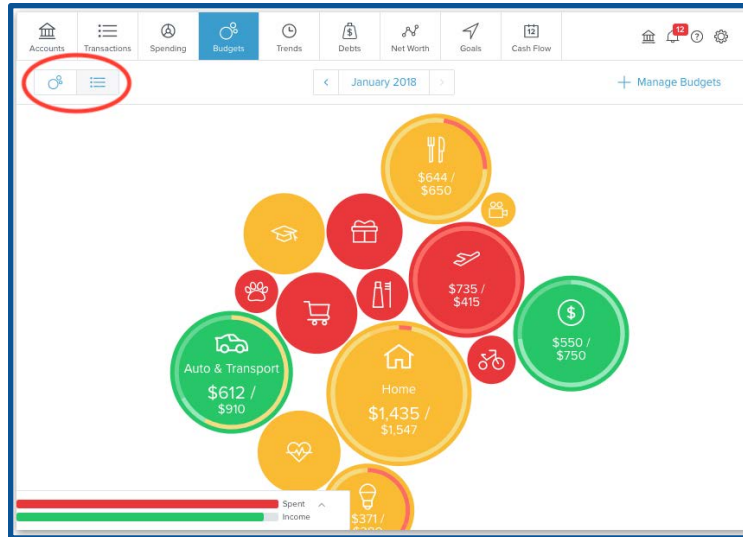 Accounts
Transactions
Spending
Budgets
Trends
$
Debts
Net Worth
Goals
12
Cash Flow
12
?
< January 2018 >
+ Manage Budgets
$644 /
$650
$735 /
$415
$
$550 /
$750
Auto & Transport
$612 /
$910
Home
$1,435 /
$1,547
Spent
Income
$371 /